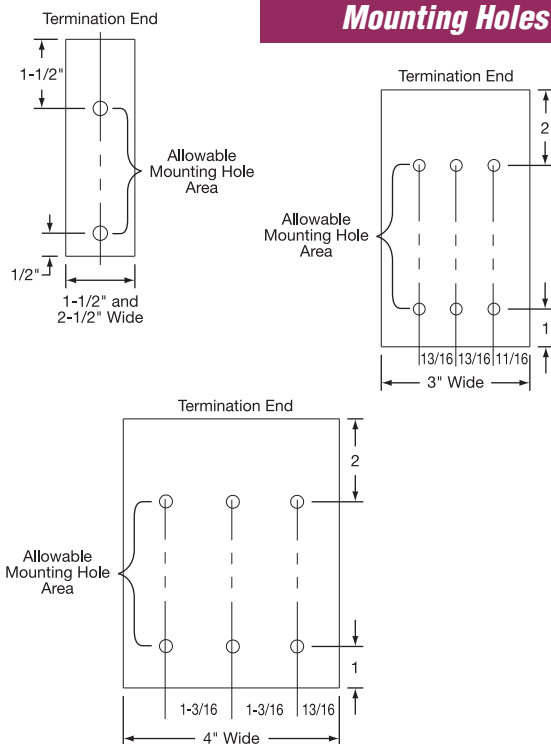 Mounting Holes
Termination End
1-1/2"
Allowable
Mounting Hole
Area
1/2"
1-1/2" and
2-1/2" Wide
Termination End
2
Allowable
Mounting Hole
Area
1
13/16 13/16 11/16
3" Wide
Termination End
2
Allowable
Mounting Hole
Area
1
1-3/16 1-3/16 13/16
4" Wide